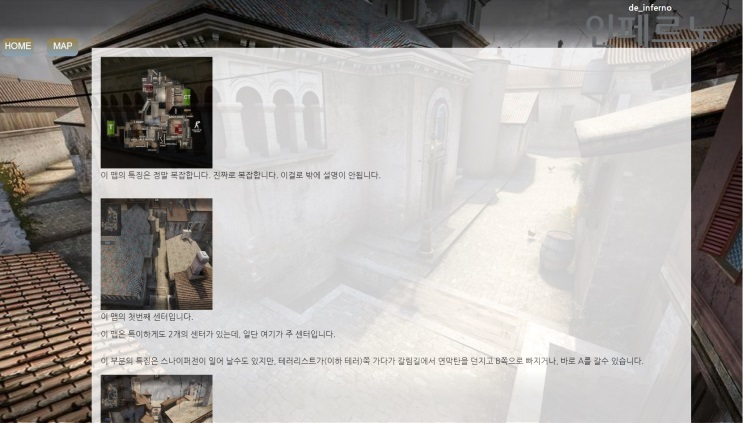 de_inferno
인페르노
HOME MAP
CT
T
이 맵의 특징은 정말 복잡합니다. 진짜로 복잡합니다. 이걸로 밖에 설명이 안됩니다.
이 맵의 첫번째 센터입니다.
이 맵은 특이하게도 2개의 센터가 있는데, 일단 여기가 주 센터입니다.
이 부분의 특징은 스나이퍼전이 일어 날수도 있지만, 테러리스트가(이하 테러)쪽 가다가 갈림길에서 연막탄을 던지고 B쪽으로 빠지거나, 바로 A를 갈수 있습니다.